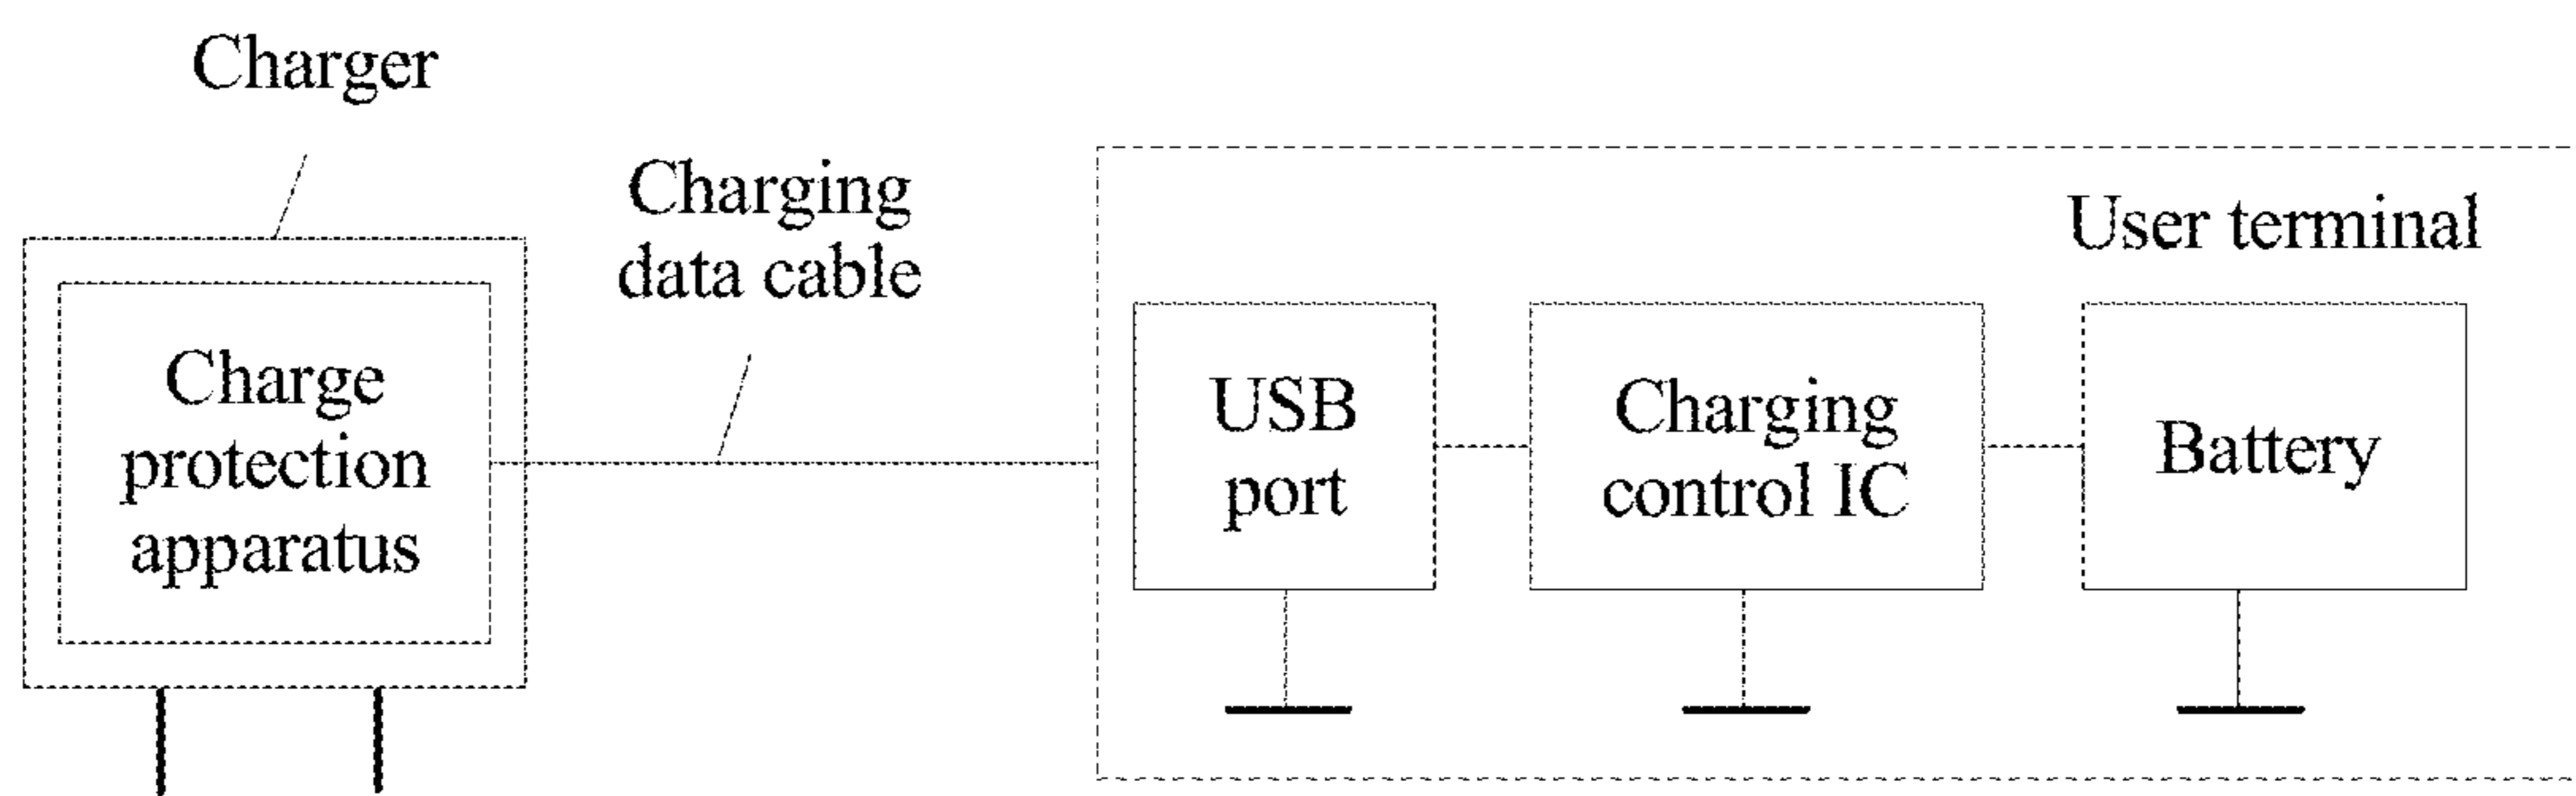 Charger
Charging
data cable
User terminal
Charge
protection
apparatus
USB
port
Charging
control IC
Battery